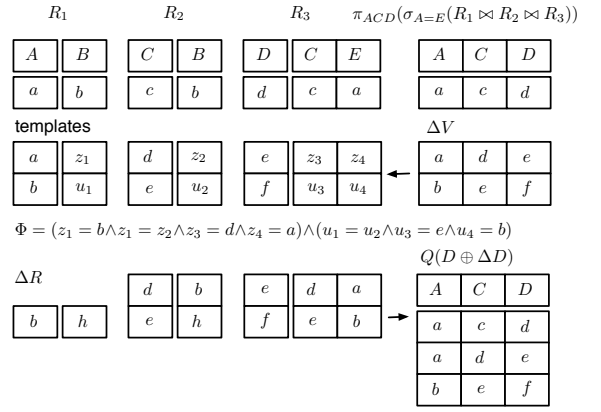 R₁ R₂ R₃ π_ACD(σ_A=E(R₁ ⋈ R₂ ⋈ R₃))
A B C B D C E A C D
a b c b d c a a c d
templates ΔV
a z₁ d z₂ e z₃ z₄ a d e
b u₁ e u₂ f u₃ u₄ b e f
Φ = (z₁ = b∧z₁ = z₂∧z₃ = d∧z₄ = a)∧(u₁ = u₂∧u₃ = e∧u₄ = b)
Q(D ⊕ ΔD)
ΔR d b e d a A C D
b h e h f e b a c d
a d e
b e f